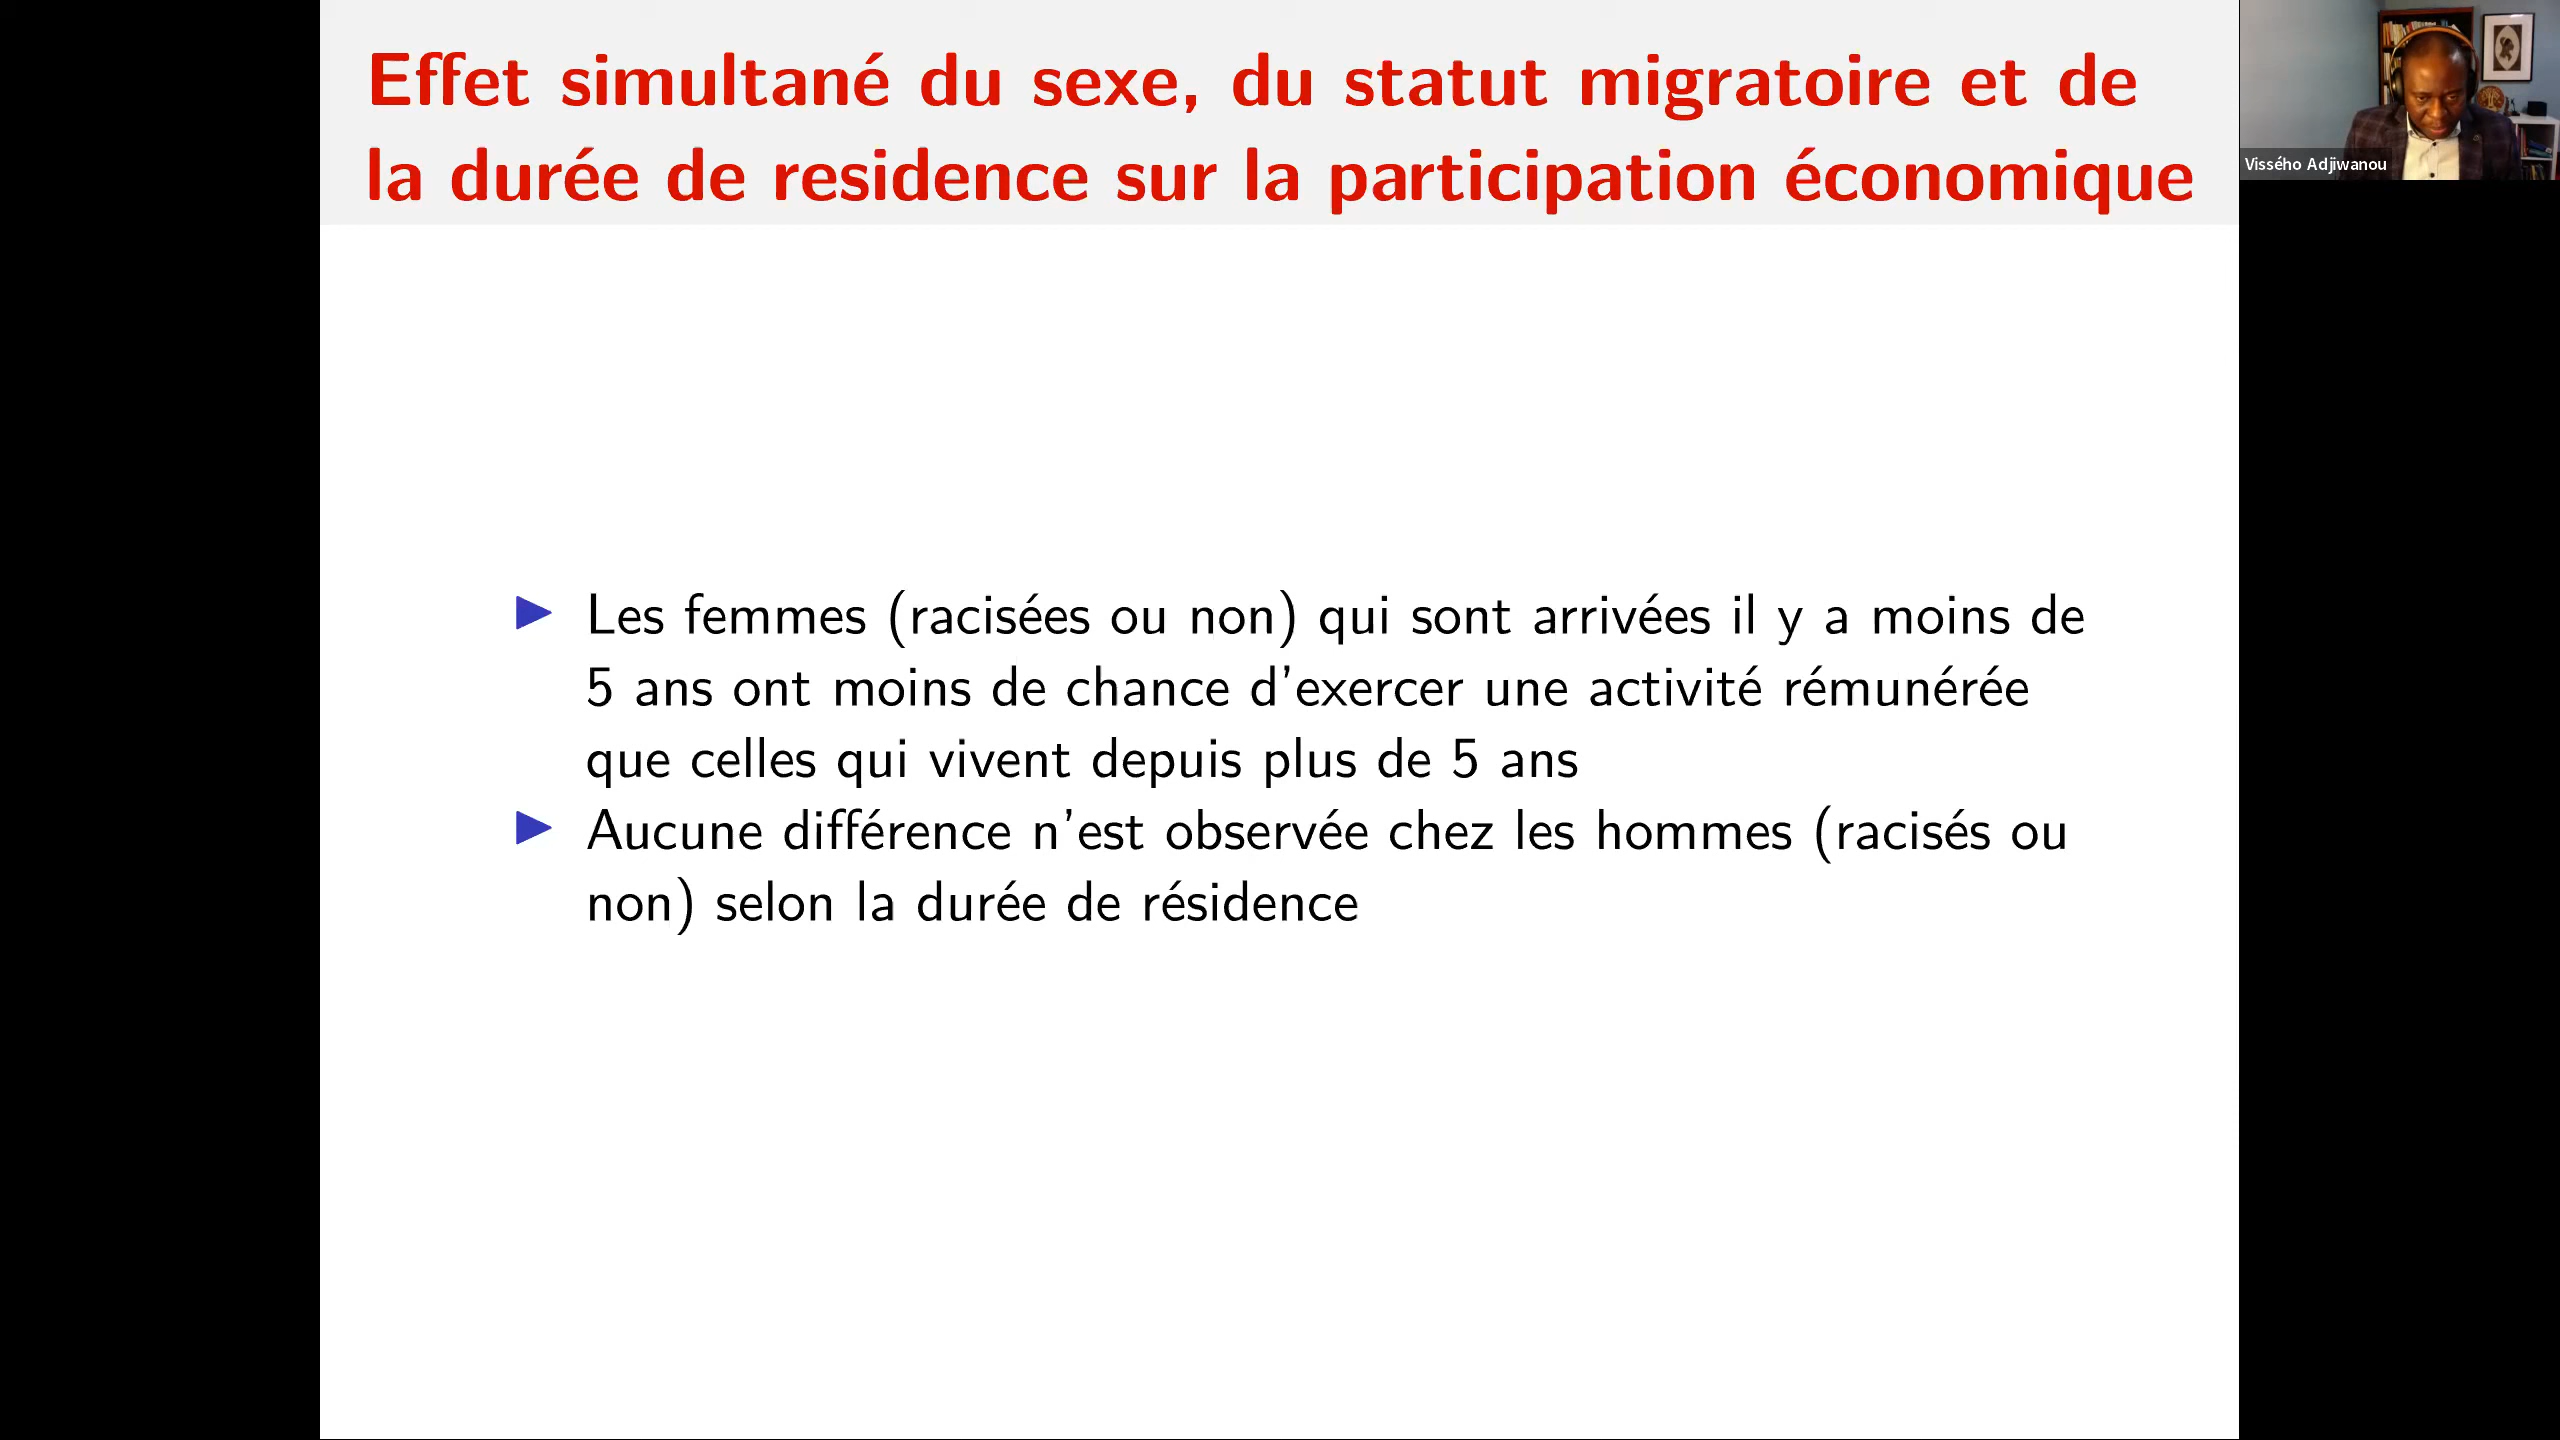 Effet simultané du sexe, du statut migratoire et de
la durée de residence sur la participation économique
Vissého Adjiwanou
Les femmes (racisées ou non) qui sont arrivées il y a moins de
5 ans ont moins de chance d'exercer une activité rémunérée
que celles qui vivent depuis plus de 5 ans
Aucune différence n'est observée chez les hommes (racisés ou
non) selon la durée de résidence